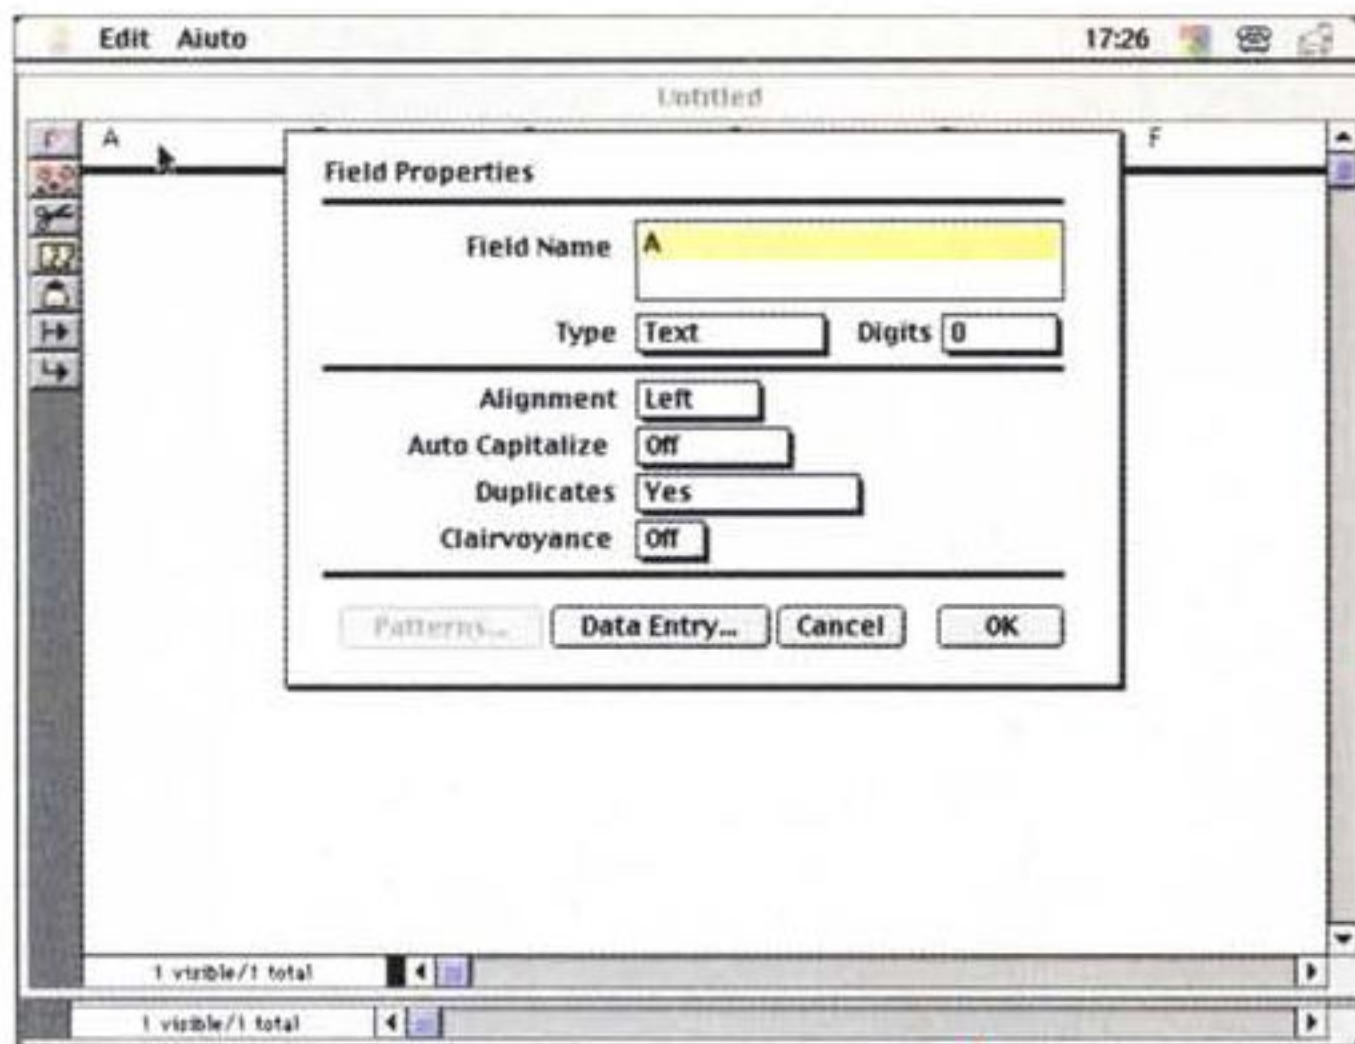 Edit Aiuto 17:26
Untitled
A F
Field Properties
Field Name A
Type Text Digits 0
Alignment Left
Auto Capitalize Off
Duplicates Yes
Clairvoyance Off
Patterns... Data Entry... Cancel OK
1 visible/1 total
1 visible/1 total